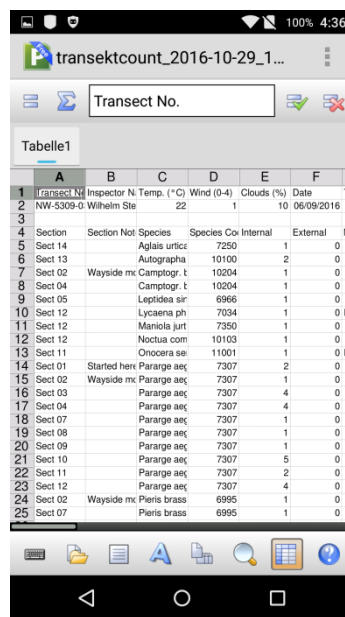 100% 4:36
transektcount_2016-10-29_1...
Transect No.
Tabelle1
A B C D E F
1 Transect N Inspector N Temp. (°C) Wind (0-4) Clouds (%) Date
2 NW-5309-0 Wilhelm Ste 22 1 10 06/09/2016
3
4 Section Section Not Species Species Co Internal External
5 Sect 14 Aglais urtica 7250 1 0
6 Sect 13 Autographa 10100 2 0
7 Sect 02 Wayside mo Camptogr. b 10204 1 0
8 Sect 04 Camptogr. b 10204 1 0
9 Sect 05 Leptidea sin 6966 1 0
10 Sect 12 Lycaena ph 7034 1 0
11 Sect 12 Maniola jurt 7350 1 0
12 Sect 12 Noctua com 10103 1 0
13 Sect 11 Onocera se 11001 1 0
14 Sect 01 Started here Pararge aeg 7307 2 0
15 Sect 02 Wayside mo Pararge aeg 7307 1 0
16 Sect 03 Pararge aeg 7307 4 0
17 Sect 04 Pararge aeg 7307 4 0
18 Sect 07 Pararge aeg 7307 1 0
19 Sect 08 Pararge aeg 7307 1 0
20 Sect 09 Pararge aeg 7307 1 0
21 Sect 10 Pararge aeg 7307 5 0
22 Sect 11 Pararge aeg 7307 2 0
23 Sect 12 Pararge aeg 7307 4 0
24 Sect 02 Wayside mo Pieris brass 6995 1 0
25 Sect 07 Pieris brass 6995 1 0